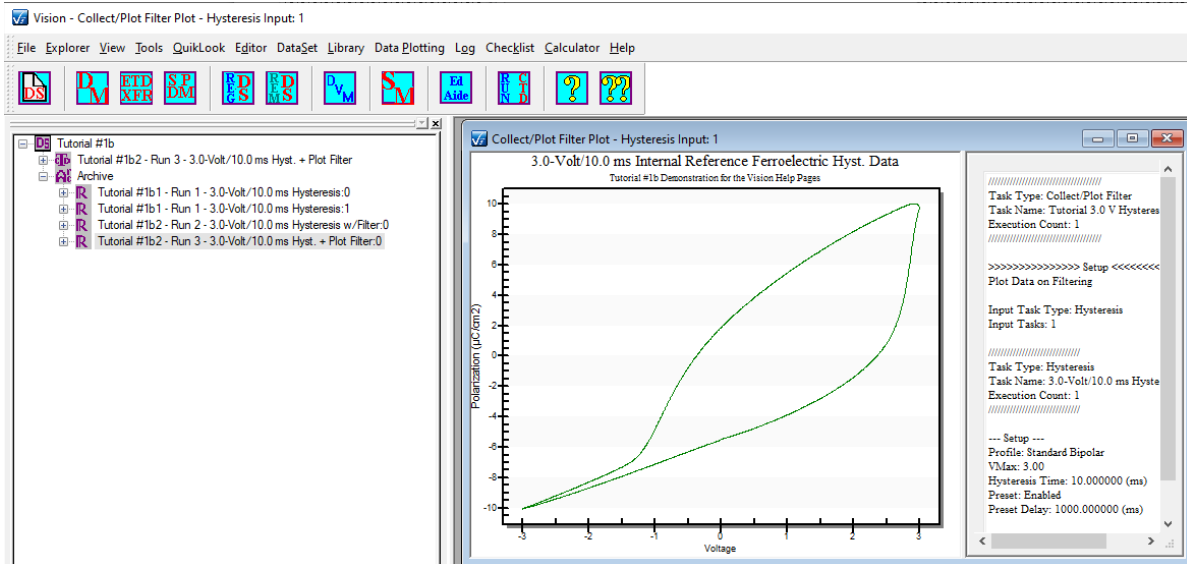 Vision - Collect/Plot Filter Plot - Hysteresis Input: 1
File Explorer View Tools QuikLook Editor DataSet Library Data Plotting Log Checklist Calculator Help
DS DM ETD XFR SP DM REG DS REM DS DVM SM Ed Aide RUN CTD ? ??
DS Tutorial #1b
Tutorial #1b2 - Run 3 - 3.0-Volt/10.0 ms Hyst. + Plot Filter
Archive
R Tutorial #1b1 - Run 1 - 3.0-Volt/10.0 ms Hysteresis:0
R Tutorial #1b1 - Run 1 - 3.0-Volt/10.0 ms Hysteresis:1
R Tutorial #1b2 - Run 2 - 3.0-Volt/10.0 ms Hysteresis w/Filter:0
R Tutorial #1b2 - Run 3 - 3.0-Volt/10.0 ms Hyst. + Plot Filter:0
Collect/Plot Filter Plot - Hysteresis Input: 1
3.0-Volt/10.0 ms Internal Reference Ferroelectric Hyst. Data
Tutorial #1b Demonstration for the Vision Help Pages
Polarization (µC/cm2)
10
8
6
4
2
0
-2
-4
-6
-8
-10
-3 -2 -1 0 1 2 3
Voltage
/////////////////////////////////////
Task Type: Collect/Plot Filter
Task Name: Tutorial 3.0 V Hysteres
Execution Count: 1
/////////////////////////////////////
>>>>>>>>>>>>>>> Setup <<<<<<<<
Plot Data on Filtering
Input Task Type: Hysteresis
Input Tasks: 1
//////////////////////////////
Task Type: Hysteresis
Task Name: 3.0-Volt/10.0 ms Hyste
Execution Count: 1
//////////////////////////////
--- Setup ---
Profile: Standard Bipolar
VMax: 3.00
Hysteresis Time: 10.000000 (ms)
Preset: Enabled
Preset Delay: 1000.000000 (ms)